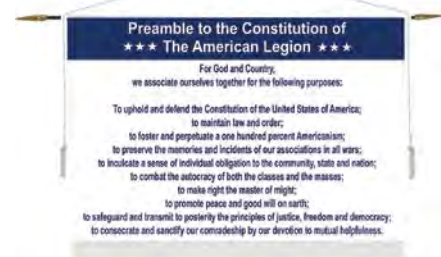 Preamble to the Constitution of
★★★ The American Legion ★★★
For God and Country,
we associate ourselves together for the following purposes:
To uphold and defend the Constitution of the United States of America;
to maintain law and order;
to foster and perpetuate a one hundred percent Americanism;
to preserve the memories and incidents of our associations in all wars;
to inculcate a sense of individual obligation to the community, state and nation;
to combat the autocracy of both the classes and the masses;
to make right the master of might;
to promote peace and good will on earth;
to safeguard and transmit to posterity the principles of justice, freedom and democracy;
to consecrate and sanctify our comradeship by our devotion to mutual helpfulness.